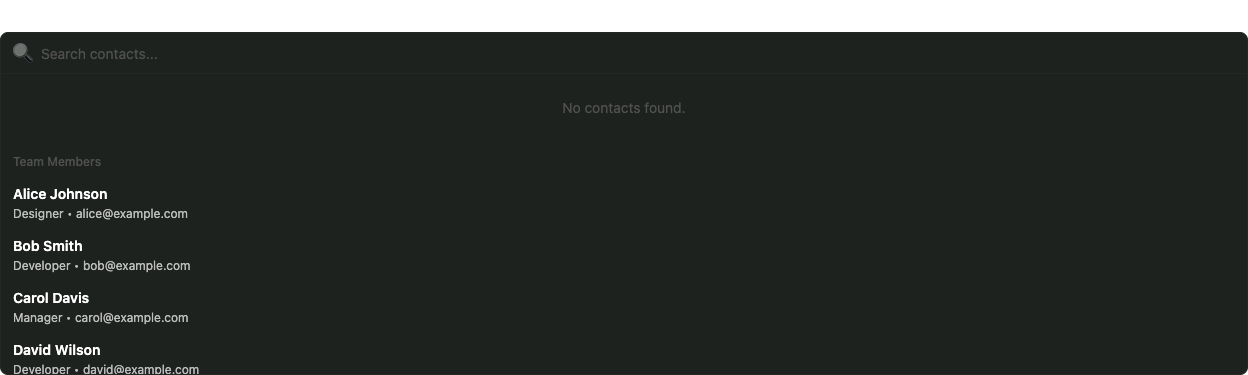 Search contacts...
No contacts found.
Team Members
Alice Johnson
Designer • alice@example.com
Bob Smith
Developer • bob@example.com
Carol Davis
Manager • carol@example.com
David Wilson
Developer • david@example.com